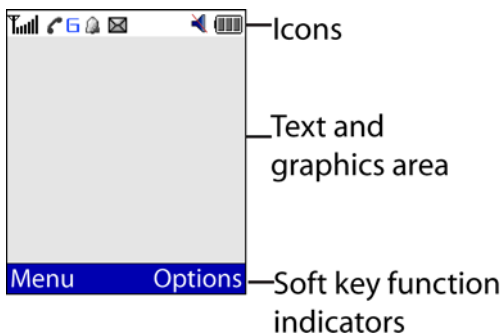 Icons
Text and
graphics area
Menu Options
Soft key function
indicators